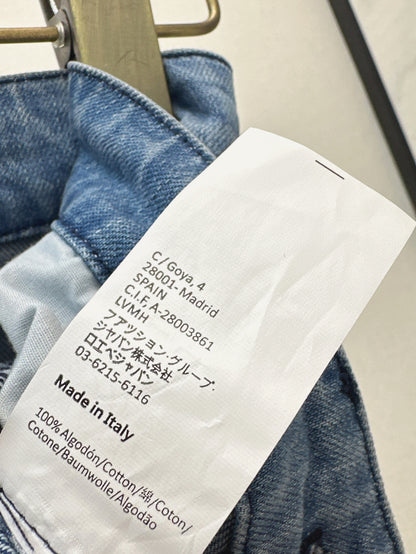 C/Goya, 4
28001- Madrid
SPAIN
C.I.F, A-28003861
LVMH
ファッション・グループ・
ジャパン株式会社
ロエベジャパン
03-6215-6116
Made in Italy
100%Algodón/Cotton/綿/Coton/
Cotone/Baumwolle/Algodão